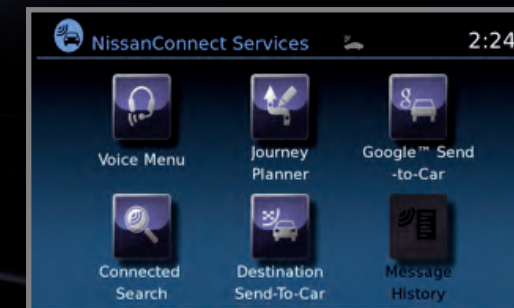 NissanConnect Services 2:24
Voice Menu
Journey
Planner
Google™ Send
-to-Car
Connected
Search
Destination
Send-To-Car
Message
History